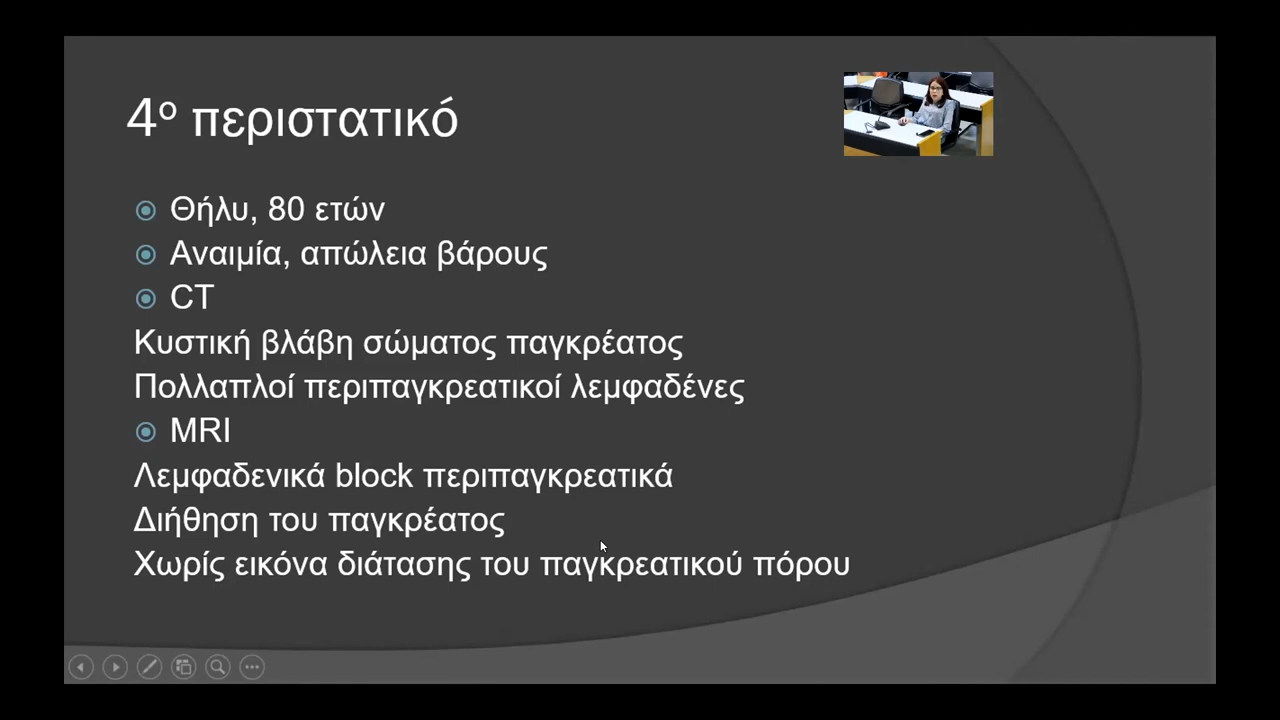 4º περιστατικό
Θήλυ, 80 ετών
Αναιμία, απώλεια βάρους
CT
Κυστική βλάβη σώματος παγκρέατος
Πολλαπλοί περιπαγκρεατικοί λεμφαδένες
MRI
Λεμφαδενικά block περιπαγκρεατικά
Διήθηση του παγκρέατος
Χωρίς εικόνα διάτασης του παγκρεατικού πόρου